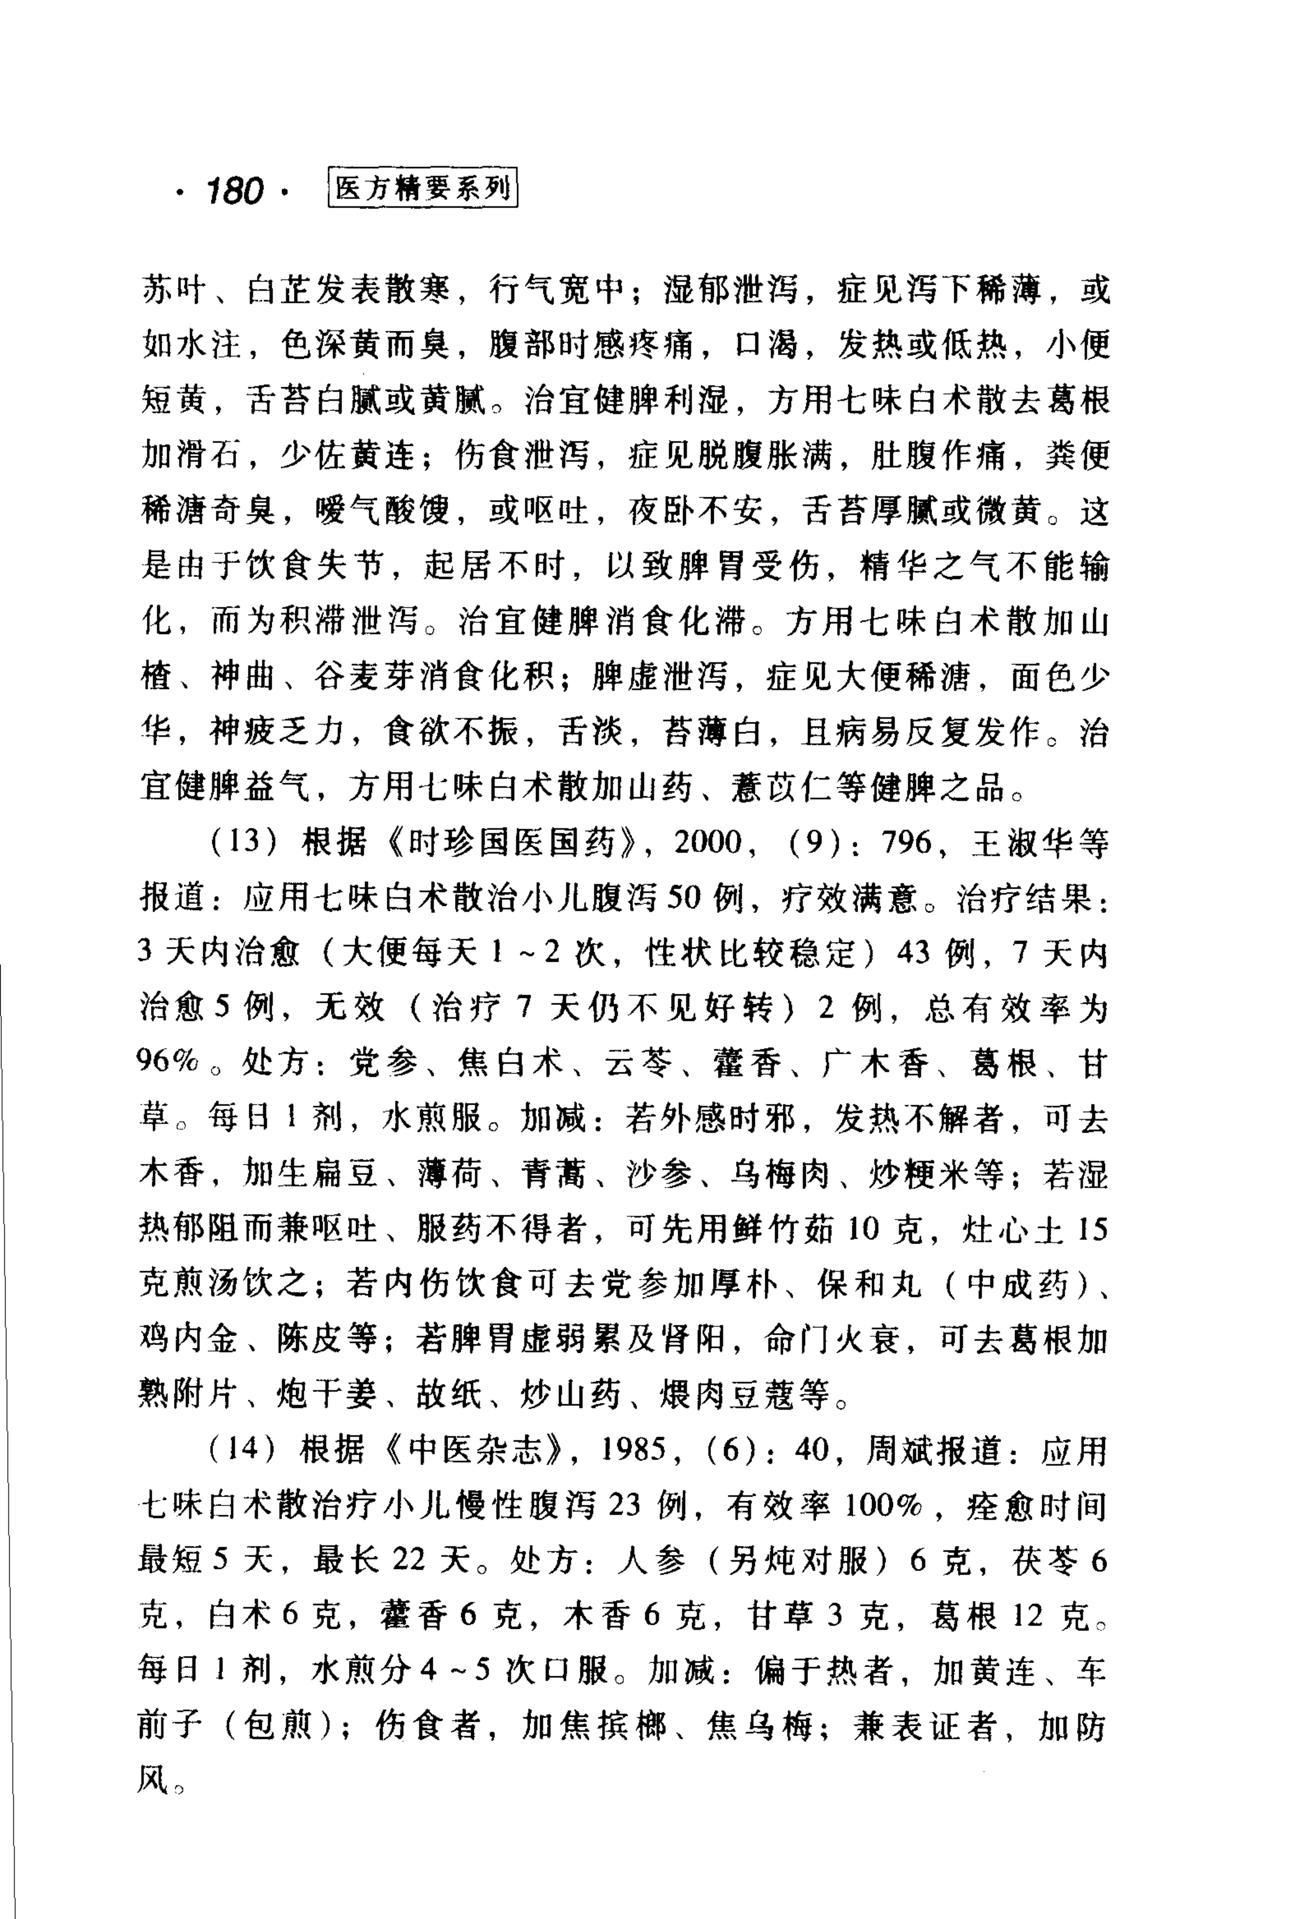 ·180· 医方精要系列
苏叶、白芷发表散寒，行气宽中；湿郁泄泻，症见泻下稀薄，或
如水注，色深黄而臭，腹部时感疼痛，口渴，发热或低热，小便
短黄，舌苔白腻或黄腻。治宜健脾利湿，方用七味白术散去葛根
加滑石，少佐黄连；伤食泄泻，症见脱腹胀满，肚腹作痛，粪便
稀溏奇臭，嗳气酸馊，或呕吐，夜卧不安，舌苔厚腻或微黄。这
是由于饮食失节，起居不时，以致脾胃受伤，精华之气不能输
化，而为积滞泄泻。治宜健脾消食化滞。方用七味白术散加山
楂、神曲、谷麦芽消食化积；脾虚泄泻，症见大便稀溏，面色少
华，神疲乏力，食欲不振，舌淡，苔薄白，且病易反复发作。治
宜健脾益气，方用七味白术散加山药、薏苡仁等健脾之品。
（13）根据《时珍国医国药》，2000，（9）：796，王淑华等
报道：应用七味白术散治小儿腹泻50例，疗效满意。治疗结果：
3天内治愈（大便每天1～2次，性状比较稳定）43例，7天内
治愈5例，无效（治疗7天仍不见好转）2例，总有效率为
96%。处方：党参、焦白术、云苓、藿香、广木香、葛根、甘
草。每日1剂，水煎服。加减：若外感时邪，发热不解者，可去
木香，加生扁豆、薄荷、青蒿、沙参、乌梅肉、炒粳米等；若湿
热郁阻而兼呕吐、服药不得者，可先用鲜竹茹10克，灶心土15
克煎汤饮之；若内伤饮食可去党参加厚朴、保和丸（中成药）、
鸡内金、陈皮等；若脾胃虚弱累及肾阳，命门火衰，可去葛根加
熟附片、炮干姜、故纸、炒山药、煨肉豆蔻等。
（14）根据《中医杂志》，1985，（6）：40，周斌报道：应用
七味白术散治疗小儿慢性腹泻23例，有效率100%，痊愈时间
最短5天，最长22天。处方：人参（另炖对服）6克，茯苓6
克，白术6克，藿香6克，木香6克，甘草3克，葛根12克。
每日1剂，水煎分4～5次口服。加减：偏于热者，加黄连、车
前子（包煎）；伤食者，加焦摈榔、焦乌梅；兼表证者，加防
风。